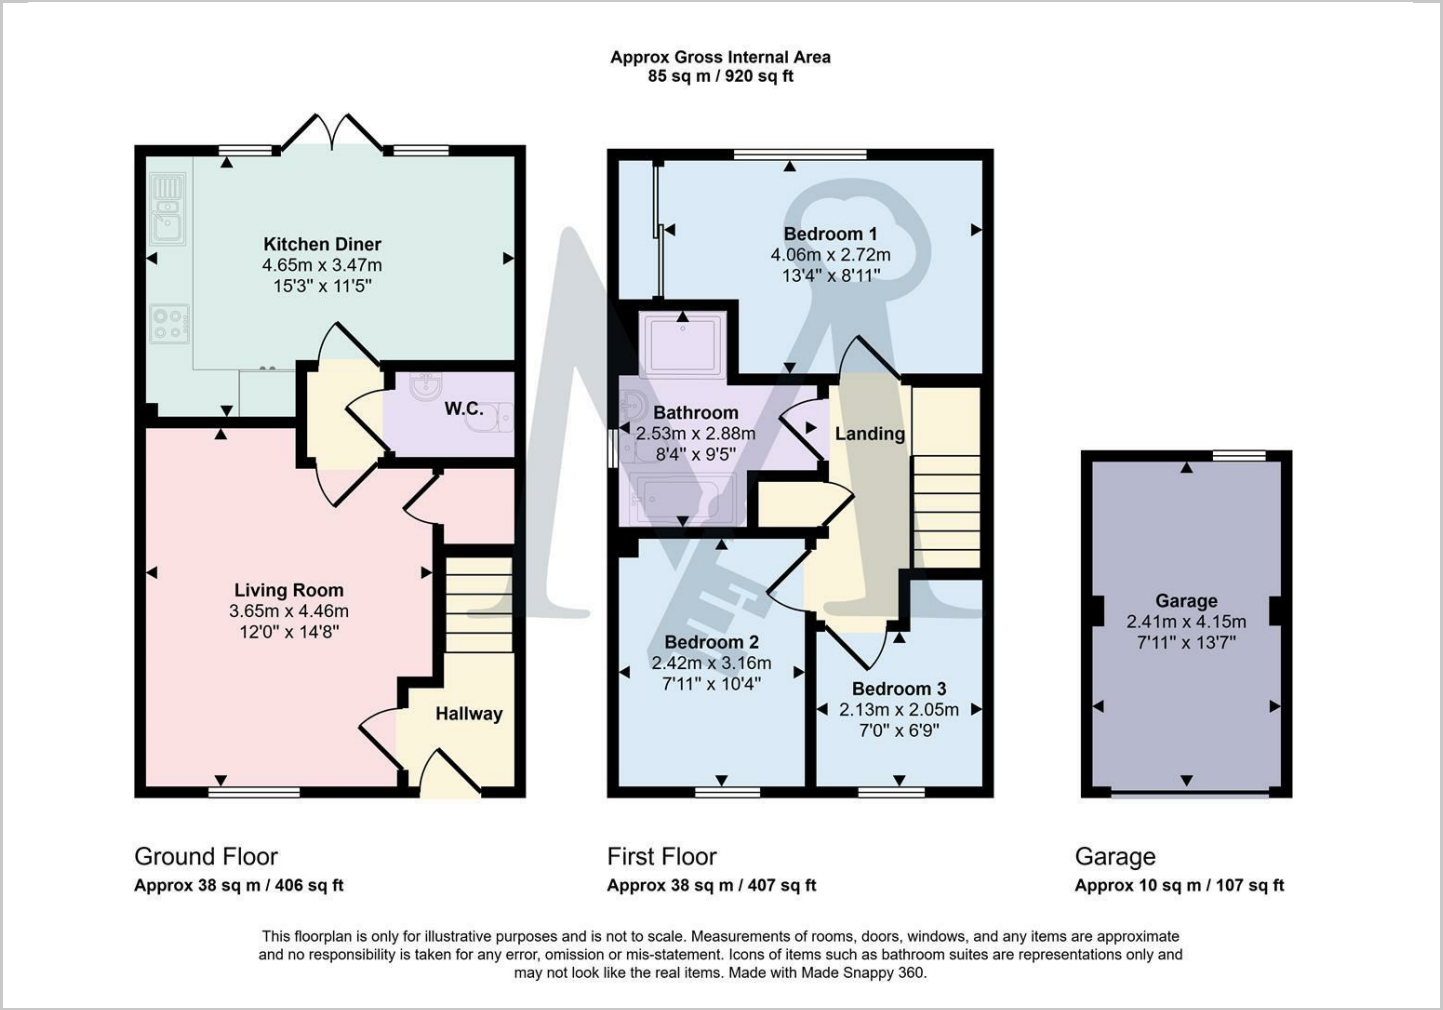 Approx Gross Internal Area
85 sq m / 920 sq ft
Kitchen Diner
4.65m x 3.47m
15'3" x 11'5"
W.C.
Living Room
3.65m x 4.46m
12'0" x 14'8"
Hallway
Bedroom 1
4.06m x 2.72m
13'4" x 8'11"
Bathroom
2.53m x 2.88m
8'4" x 9'5"
Landing
Bedroom 2
2.42m x 3.16m
7'11" x 10'4"
Bedroom 3
2.13m x 2.05m
7'0" x 6'9"
Garage
2.41m x 4.15m
7'11" x 13'7"
Ground Floor
Approx 38 sq m / 406 sq ft
First Floor
Approx 38 sq m / 407 sq ft
Garage
Approx 10 sq m / 107 sq ft
This floorplan is only for illustrative purposes and is not to scale. Measurements of rooms, doors, windows, and any items are approximate
and no responsibility is taken for any error, omission or mis-statement. Icons of items such as bathroom suites are representations only and
may not look like the real items. Made with Made Snappy 360.